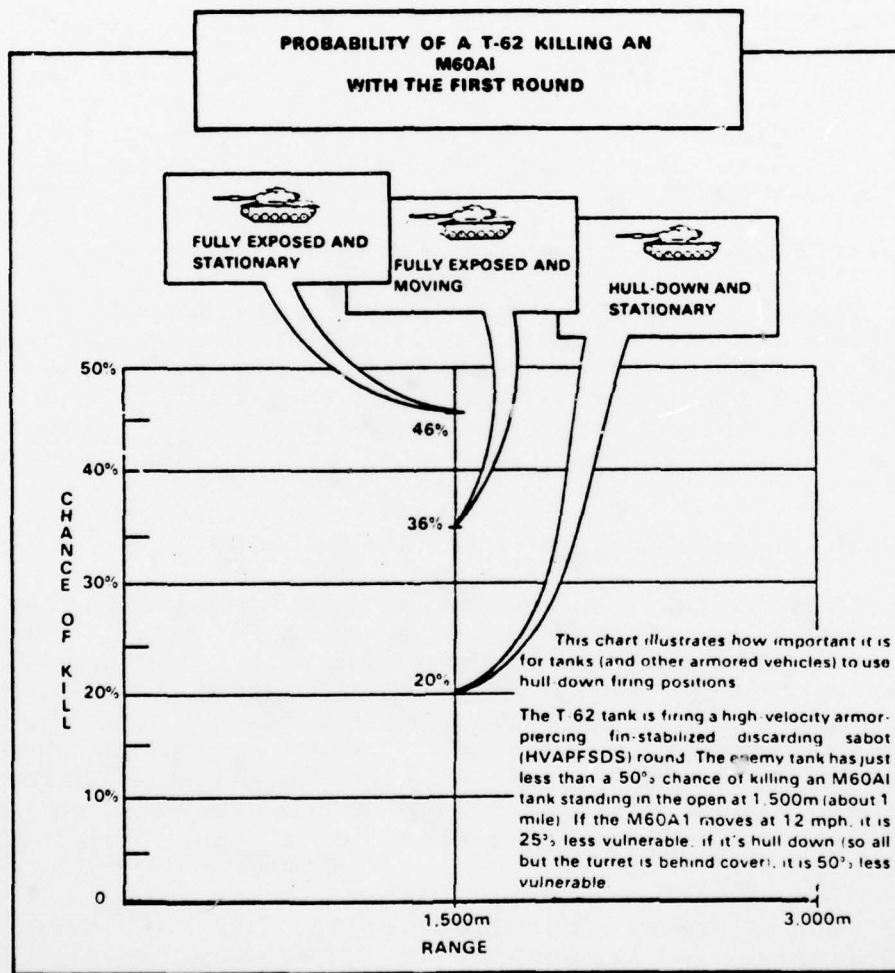 PROBABILITY OF A T-62 KILLING AN
M60AI
WITH THE FIRST ROUND
FULLY EXPOSED AND
STATIONARY
FULLY EXPOSED AND
MOVING
HULL-DOWN AND
STATIONARY
50%
46%
40%
36%
30%
20%
20%
10%
0
CHANCE OF KILL
This chart illustrates how important it is
for tanks (and other armored vehicles) to use
hull-down firing positions
The T-62 tank is firing a high-velocity armor-
piercing fin-stabilized discarding sabot
(HVAPFSDS) round. The enemy tank has just
less than a 50% chance of killing an M60AI
tank standing in the open at 1,500m (about 1
mile). If the M60A1 moves at 12 mph, it is
25% less vulnerable, if it's hull down (so all
but the turret is behind cover), it is 50% less
vulnerable
1.500m
3.000m
RANGE